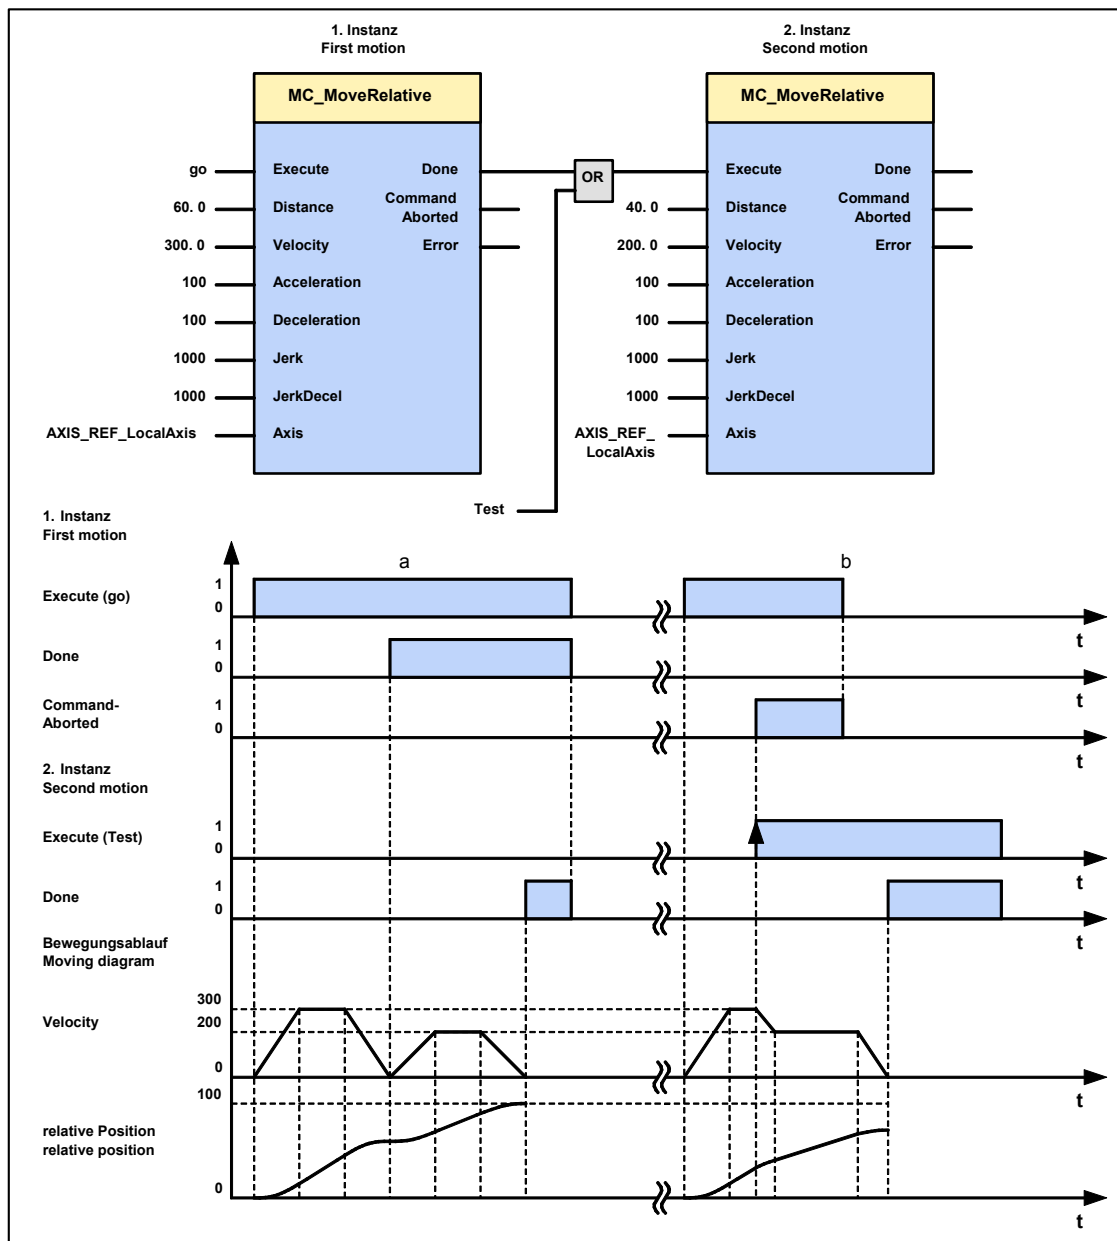 1. Instanz
First motion
2. Instanz
Second motion
MC_MoveRelative
MC_MoveRelative
go
Execute
Done
OR
Execute
Done
60. 0
Distance
Command
Aborted
40. 0
Distance
Command
Aborted
300. 0
Velocity
Error
200. 0
Velocity
Error
100
Acceleration
100
Acceleration
100
Deceleration
100
Deceleration
1000
Jerk
1000
Jerk
1000
JerkDecel
1000
JerkDecel
AXIS_REF_LocalAxis
Axis
AXIS_REF_
LocalAxis
Axis
Test
1. Instanz
First motion
a
b
Execute (go)
1
0
t
Done
1
0
t
Command-
Aborted
1
0
t
2. Instanz
Second motion
Execute (Test)
1
0
t
Done
1
0
t
Bewegungsablauf
Moving diagram
Velocity
300
200
0
t
100
relative Position
relative position
0
t